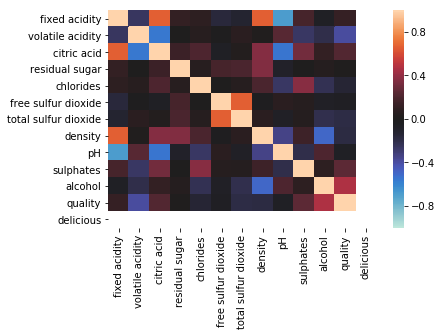 fixed acidity
volatile acidity
citric acid
residual sugar
chlorides
free sulfur dioxide
total sulfur dioxide
density
pH
sulphates
alcohol
quality
delicious
fixed acidity
volatile acidity
citric acid
residual sugar
chlorides
free sulfur dioxide
total sulfur dioxide
density
pH
sulphates
alcohol
quality
delicious
0.8
0.4
0.0
−0.4
−0.8